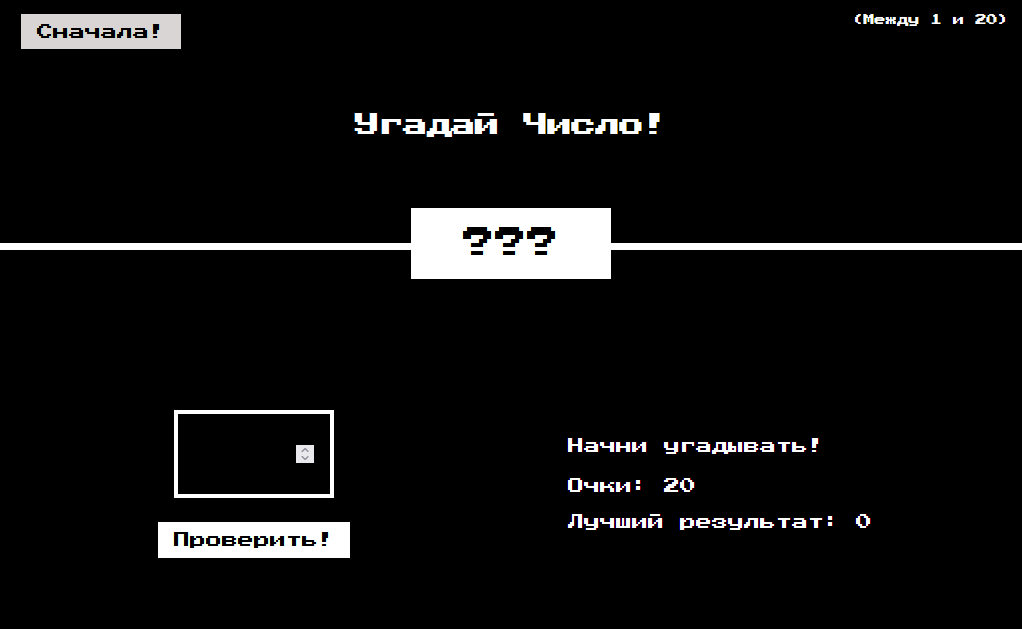 Сначала!
(Между 1 и 20)
Угадай Число!
???
Начни угадывать!
Очки: 20
Лучший результат: 0
Проверить!